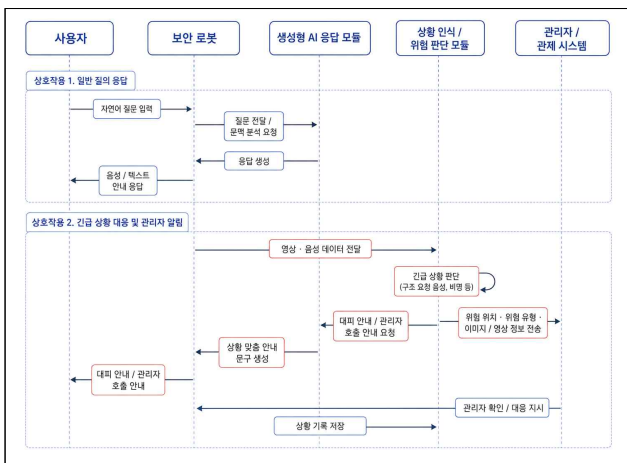 사용자
보안 로봇
생성형 AI 응답 모듈
상황 인식 /
위험 판단 모듈
관리자 /
관제 시스템
상호작용 1. 일반 질의 응답
자연어 질문 입력
질문 전달 /
문맥 분석 요청
응답 생성
음성 / 텍스트
안내 응답
상호작용 2. 긴급 상황 대응 및 관리자 알림
영상 · 음성 데이터 전달
긴급 상황 판단
(구조 요청 음성, 비명 등)
대피 안내 / 관리자
호출 안내 요청
위험 위치 · 위험 유형 ·
이미지 / 영상 정보 전송
상황 맞춤 안내
문구 생성
대피 안내 / 관리자
호출 안내
관리자 확인 / 대응 지시
상황 기록 저장